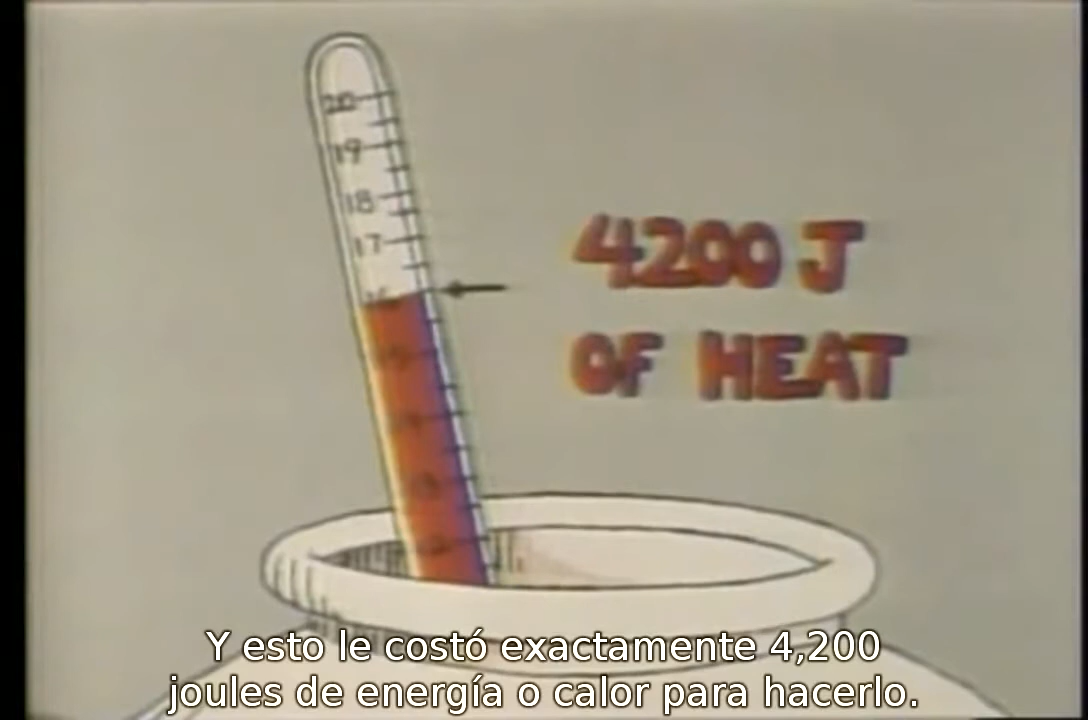 20
19
18
17
4200 J
OF HEAT
Y esto le costó exactamente 4,200
joules de energía o calor para hacerlo.